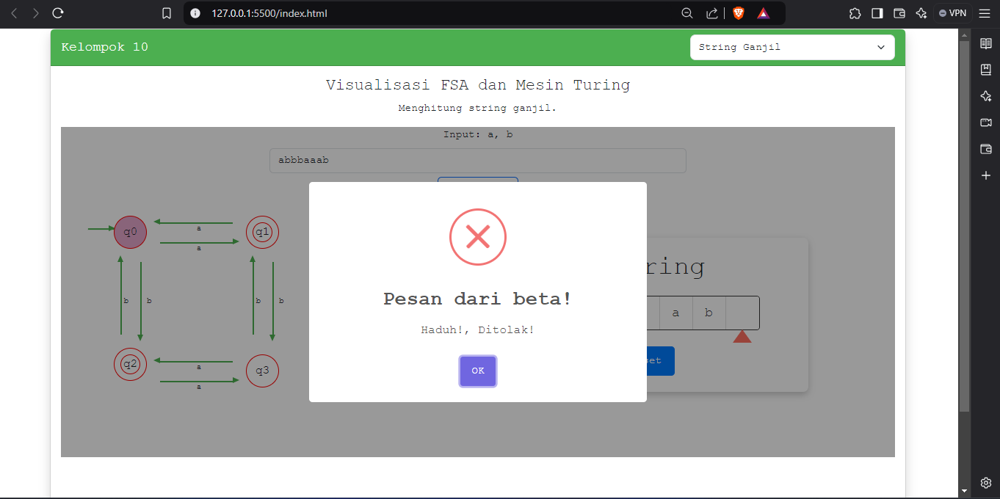 127.0.0.1:5500/index.html
VPN
Kelompok 10
String Ganjil
Visualisasi FSA dan Mesin Turing
Menghitung string ganjil.
Input: a, b
abbbaaab
q0
a
a
q1
b
b
b
b
q2
a
a
q3
Pesan dari beta!
Haduh!, Ditolak!
OK
ring
a
b
et